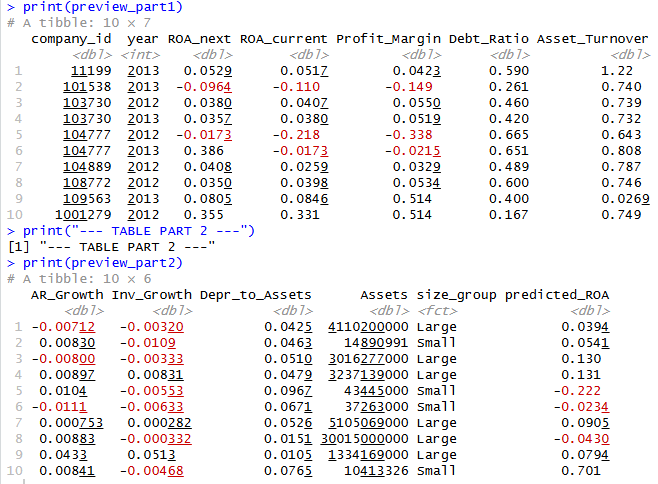 > print(preview_part1)
# A tibble: 10 × 7
company_id year ROA_next ROA_current Profit_Margin Debt_Ratio Asset_Turnover
<dbl> <int> <dbl> <dbl> <dbl> <dbl> <dbl>
1 11199 2013 0.0529 0.0517 0.0423 0.590 1.22
2 101538 2013 -0.0964 -0.110 -0.149 0.261 0.740
3 103730 2012 0.0380 0.0407 0.0550 0.460 0.739
4 103730 2013 0.0357 0.0380 0.0519 0.420 0.732
5 104777 2012 -0.0173 -0.218 -0.338 0.665 0.643
6 104777 2013 0.386 -0.0173 -0.0215 0.651 0.808
7 104889 2012 0.0408 0.0259 0.0329 0.489 0.787
8 108772 2012 0.0350 0.0398 0.0534 0.600 0.746
9 109563 2013 0.0805 0.0846 0.514 0.400 0.0269
10 1001279 2012 0.355 0.331 0.514 0.167 0.749
> print("--- TABLE PART 2 ---")
[1] "--- TABLE PART 2 ---"
> print(preview_part2)
# A tibble: 10 × 6
AR_Growth Inv_Growth Depr_to_Assets Assets size_group predicted_ROA
<dbl> <dbl> <dbl> <dbl> <fct> <dbl>
1 -0.00712 -0.00320 0.0425 4110200000 Large 0.0394
2 0.00830 -0.0109 0.0463 14890991 Small 0.0541
3 -0.00800 -0.00333 0.0510 3016277000 Large 0.130
4 0.00897 0.00831 0.0479 3237139000 Large 0.131
5 0.0104 -0.00553 0.0967 43445000 Small -0.222
6 -0.0111 -0.00633 0.0671 37263000 Small -0.0234
7 0.000753 0.000282 0.0526 5105069000 Large 0.0905
8 0.00883 -0.000332 0.0151 30015000000 Large -0.0430
9 0.0433 0.0513 0.0105 1334169000 Large 0.0794
10 0.00841 -0.00468 0.0765 10413326 Small 0.701